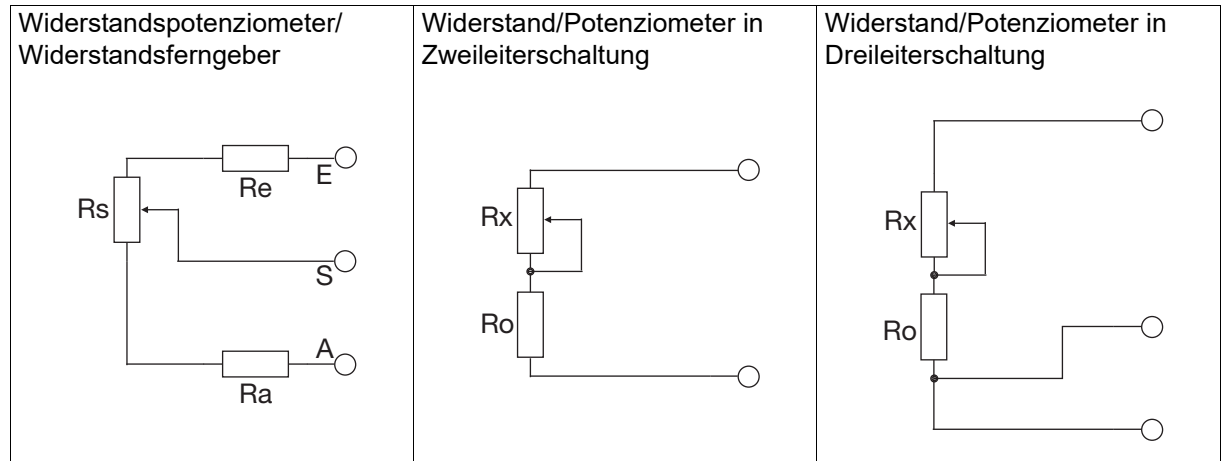 Widerstandspotenziometer/
Widerstandsferngeber
Re
E
Rs
S
A
Ra
Widerstand/Potenziometer in
Zweileiterschaltung
Rx
Ro
Widerstand/Potenziometer in
Dreileiterschaltung
Rx
Ro